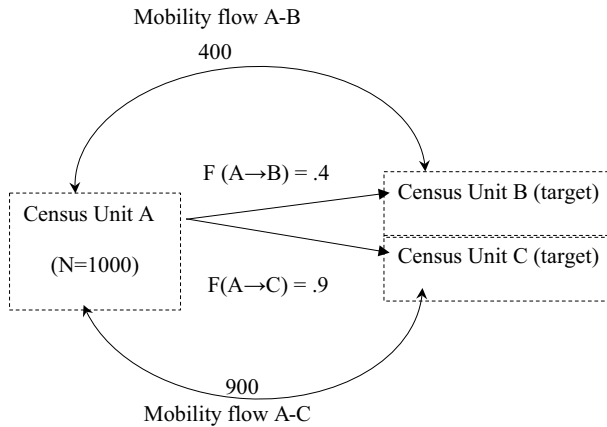 Mobility flow A-B
400
F (A→B) = .4
Census Unit A
(N=1000)
Census Unit B (target)
Census Unit C (target)
F(A→C) = .9
900
Mobility flow A-C